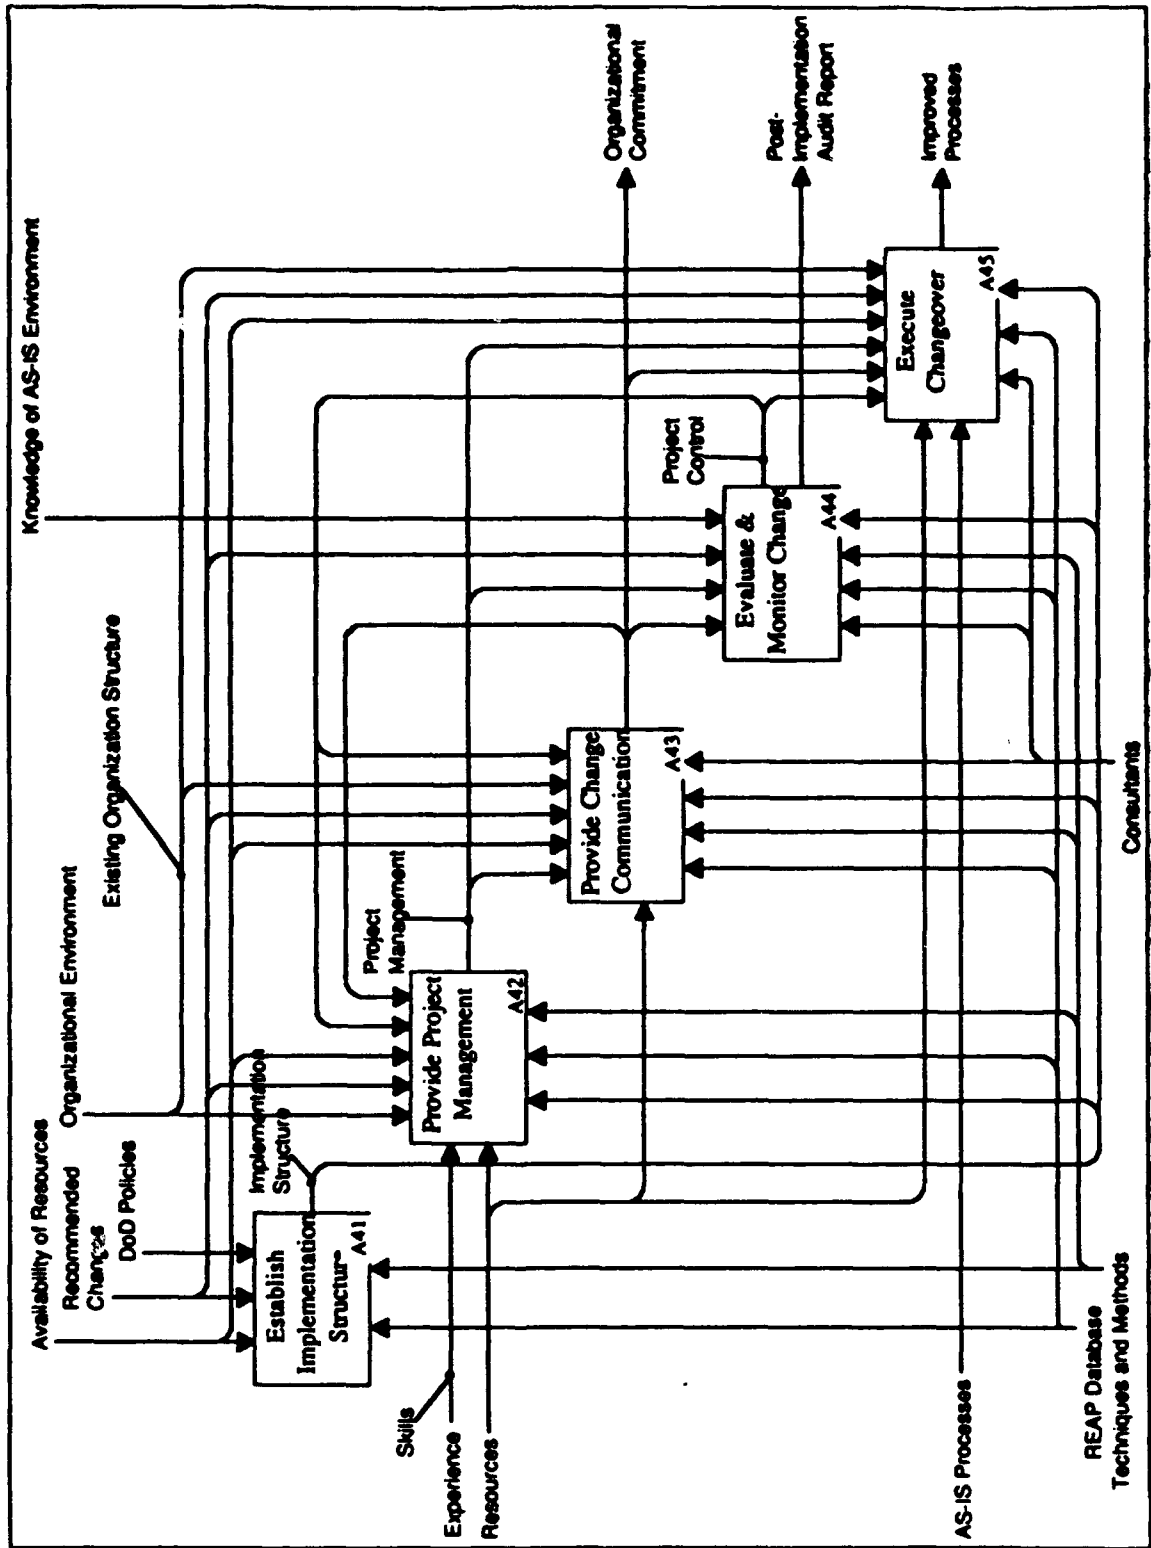 Knowledge of AS-IS Environment
Existing Organization Structure
Organizational Environment
Availability of Resources
Recommended
Changes
DoD Policies
Establish
Implementation
Structur
A41
Implementation
Structure
Skills
Experience
Resources
Provide Project
Management
A42
Project
Management
Provide Change
Communication
A43
Evaluate &
Monitor Change
A44
Project
Control
Execute
Changeover
A45
Organizational
Commitment
Post-
Implementation
Audit Report
Improved
Processes
AS-IS Processes
REAP Database
Techniques and Methods
Consultants